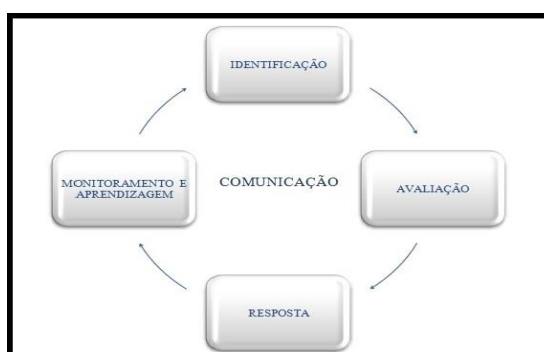 IDENTIFICAÇÃO
MONITORAMENTO E
APRENDIZAGEM
COMUNICAÇÃO
AVALIAÇÃO
RESPOSTA